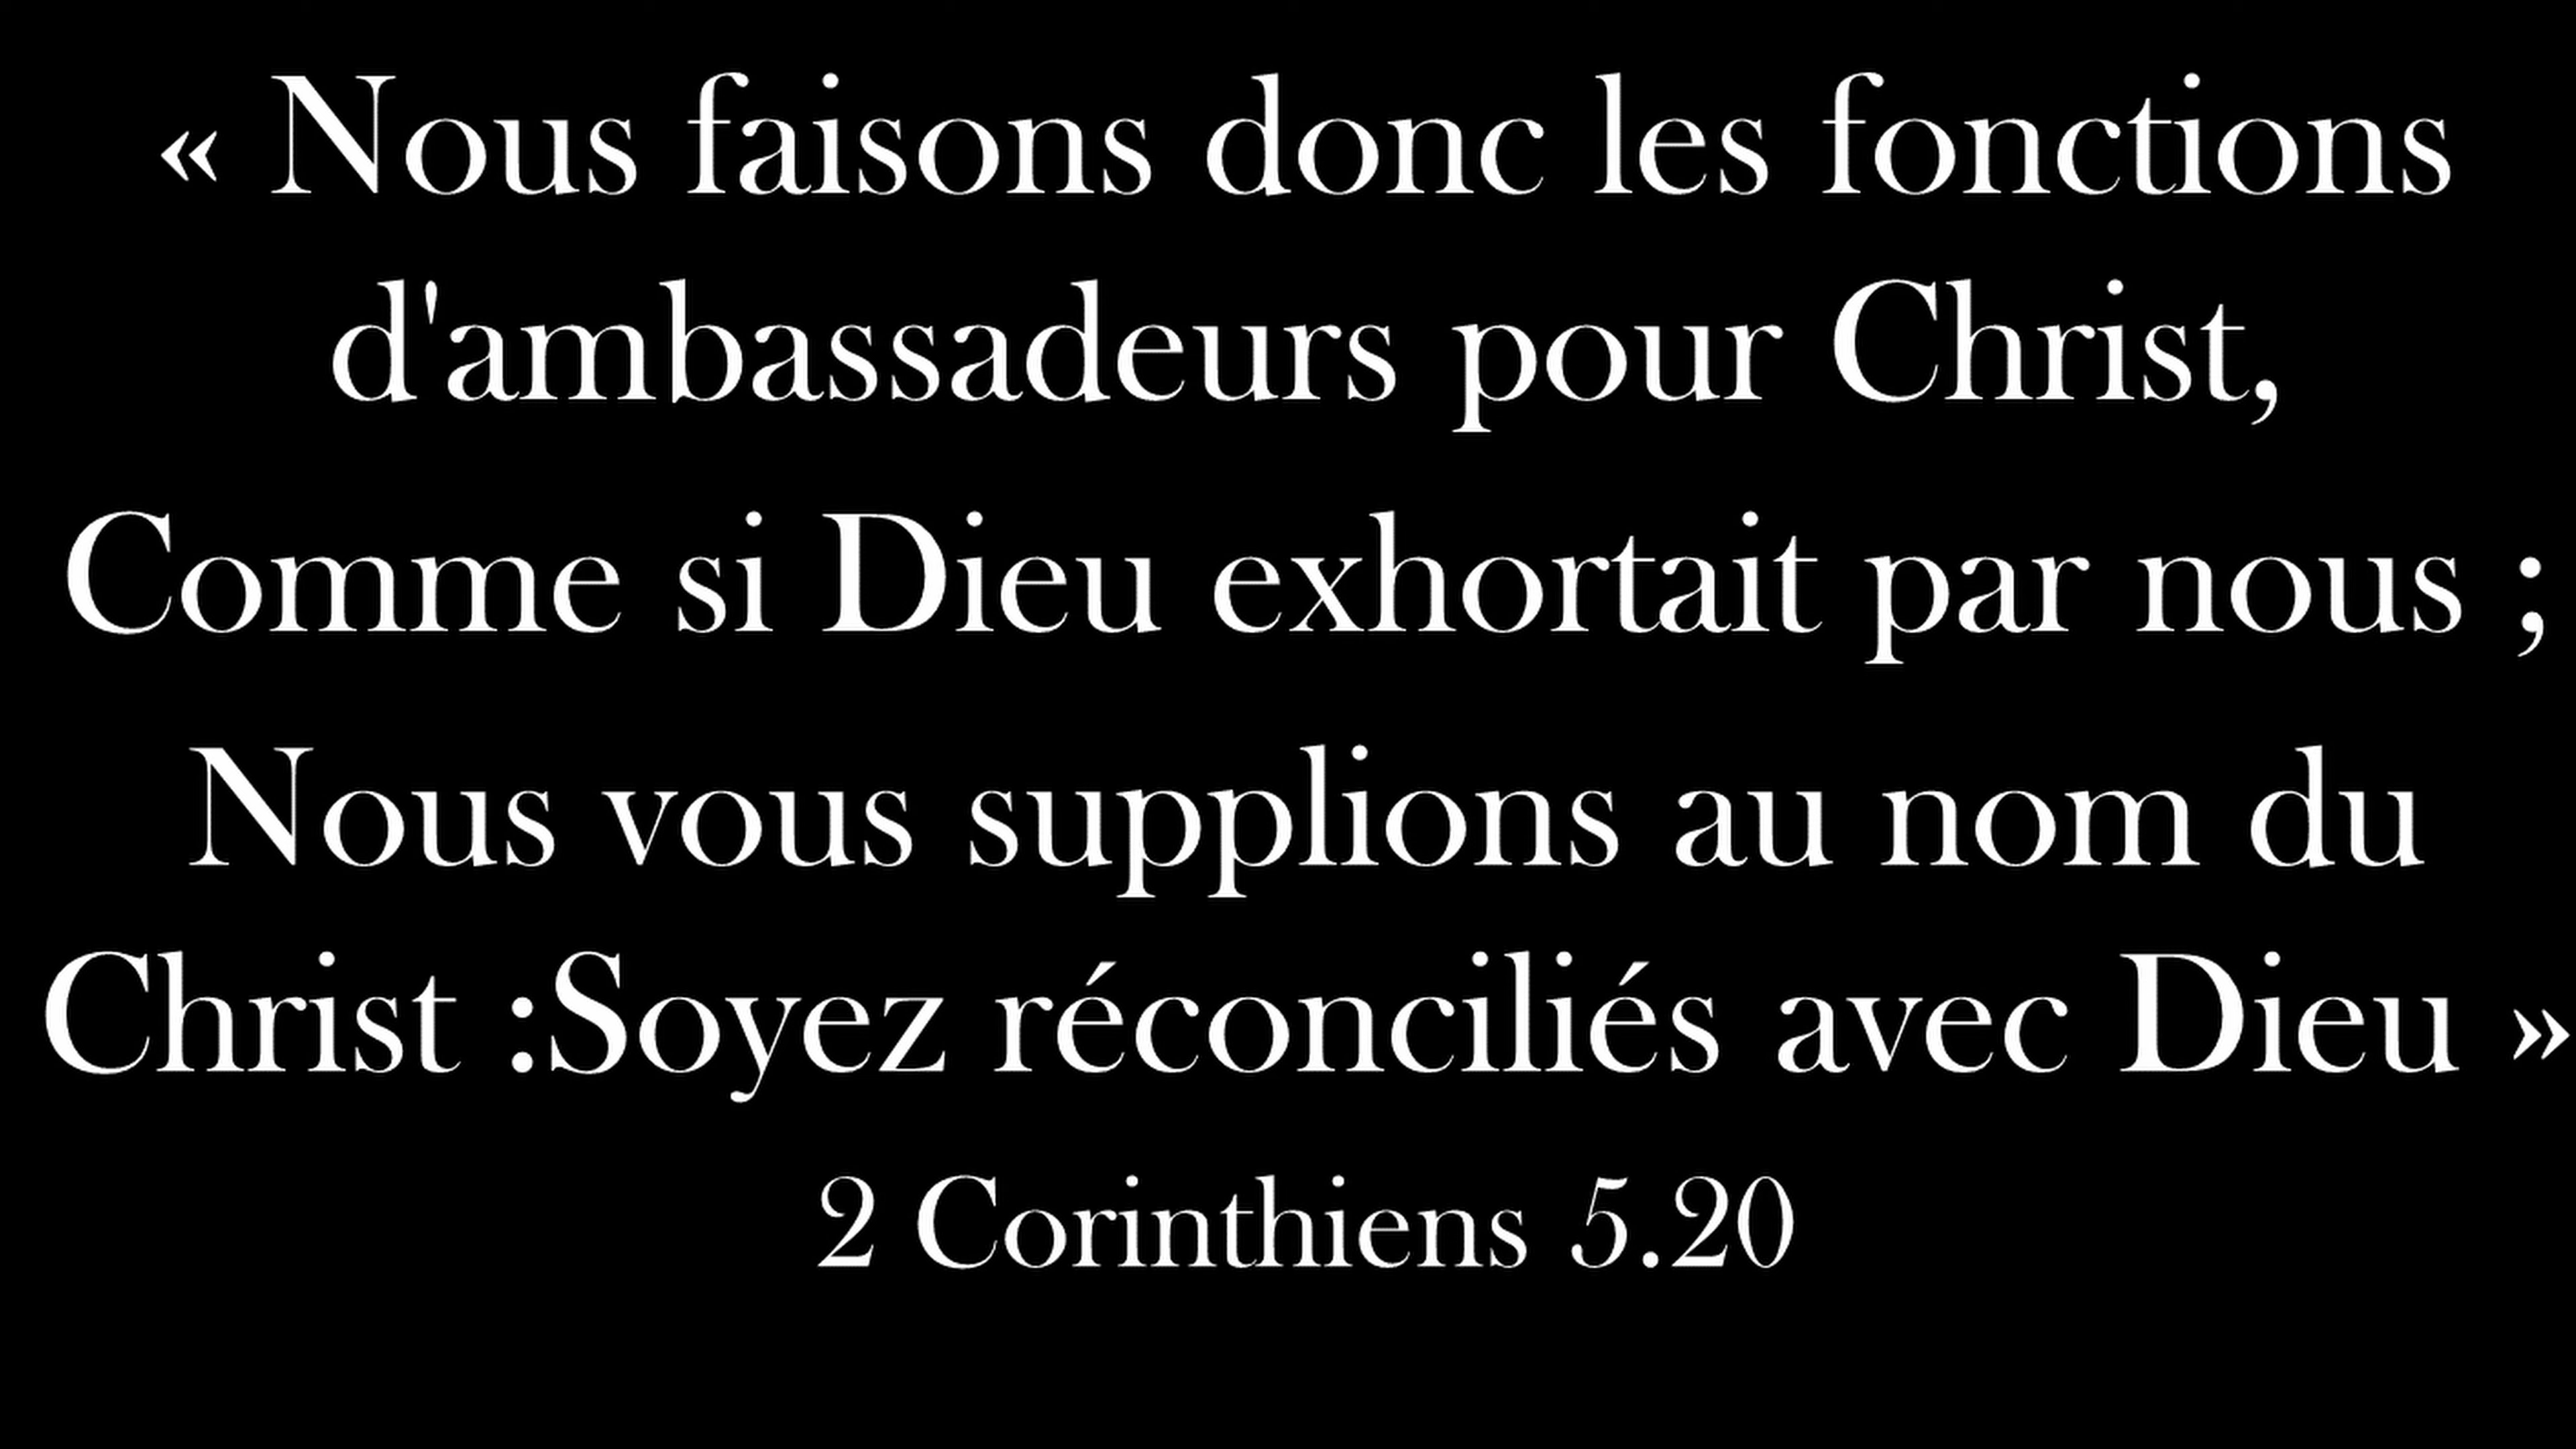 « Nous faisons donc les fonctions
d'ambassadeurs pour Christ,
Comme si Dieu exhortait par nous ;
Nous vous supplions au nom du
Christ :Soyez réconciliés avec Dieu »
2 Corinthiens 5.20